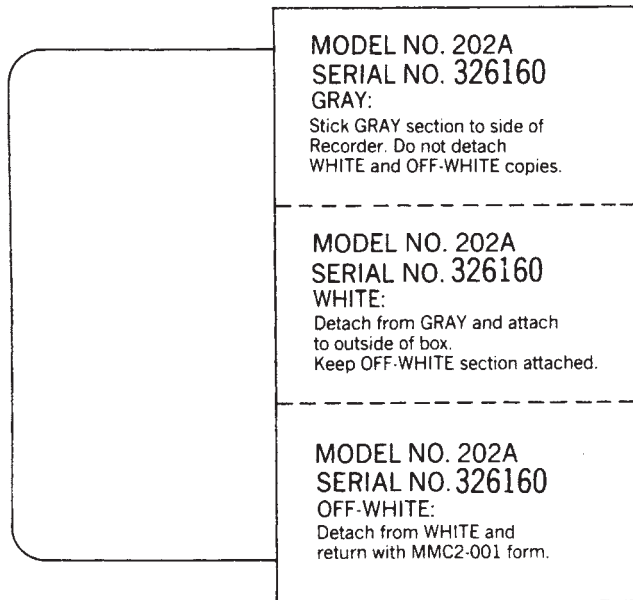 MODEL NO. 202A
SERIAL NO. 326160
GRAY:
Stick GRAY section to side of
Recorder. Do not detach
WHITE and OFF-WHITE copies.
MODEL NO. 202A
SERIAL NO. 326160
WHITE:
Detach from GRAY and attach
to outside of box.
Keep OFF-WHITE section attached.
MODEL NO. 202A
SERIAL NO. 326160
OFF-WHITE:
Detach from WHITE and
return with MMC2-001 form.